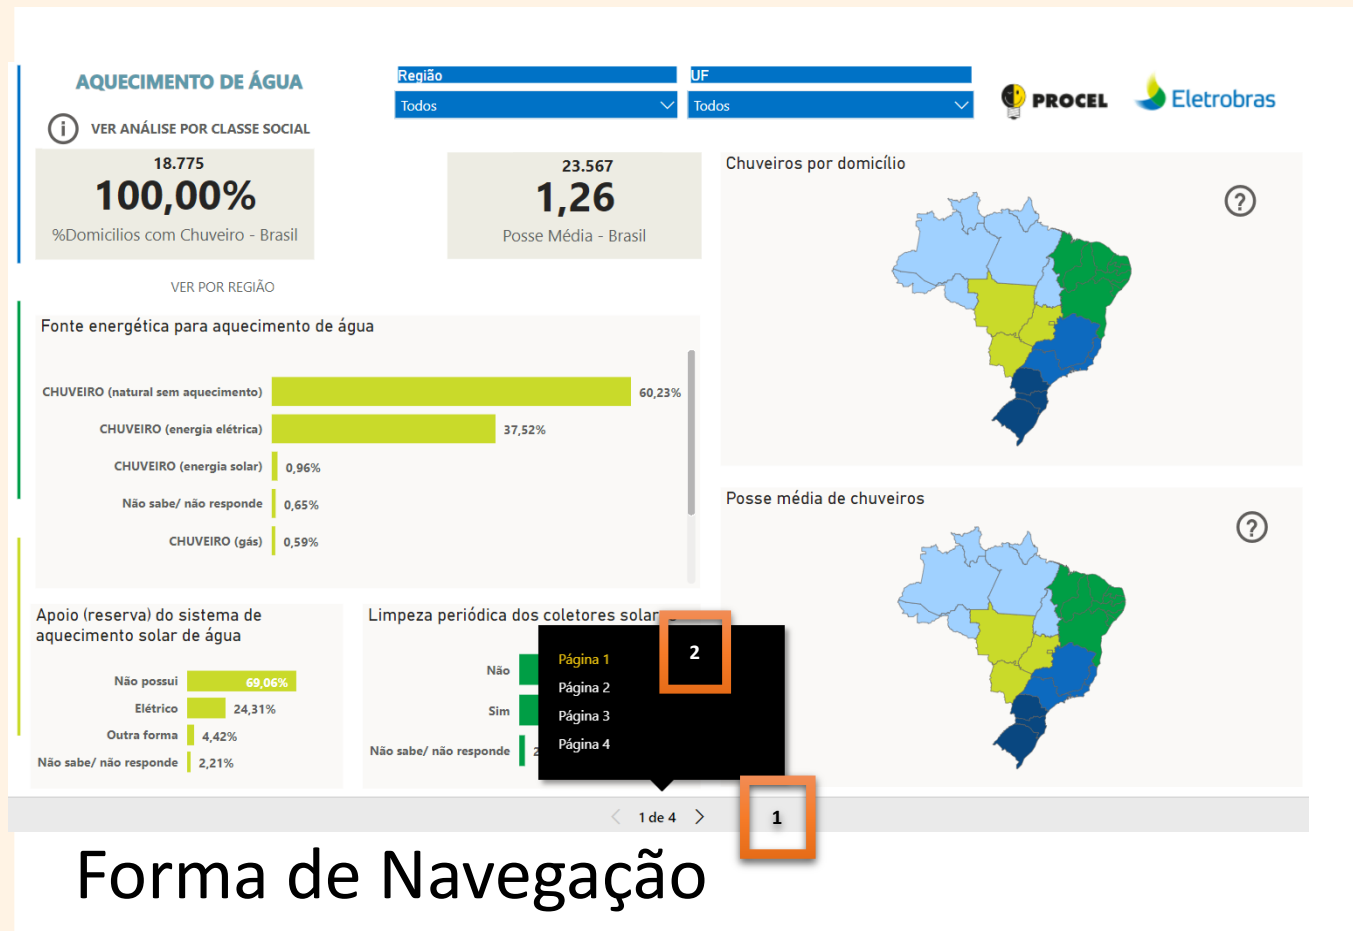 AQUECIMENTO DE ÁGUA
Região
Todos
UF
Todos
PROCEL
Eletrobras
i
VER ANÁLISE POR CLASSE SOCIAL
18.775
100,00%
%Domicilios com Chuveiro - Brasil
23.567
1,26
Posse Média - Brasil
Chuveiros por domicílio
?
VER POR REGIÃO
Fonte energética para aquecimento de água
CHUVEIRO (natural sem aquecimento) 60,23%
CHUVEIRO (energia elétrica) 37,52%
CHUVEIRO (energia solar) 0,96%
Não sabe/ não responde 0,65%
CHUVEIRO (gás) 0,59%
Posse média de chuveiros
?
Apoio (reserva) do sistema de
aquecimento solar de água
Não possui 69,06%
Elétrico 24,31%
Outra forma 4,42%
Não sabe/ não responde 2,21%
Limpeza periódica dos coletores
Não
Sim
Não sabe/ não responde
2
Página 1
Página 2
Página 3
Página 4
1 de 4
1
Forma de Navegação